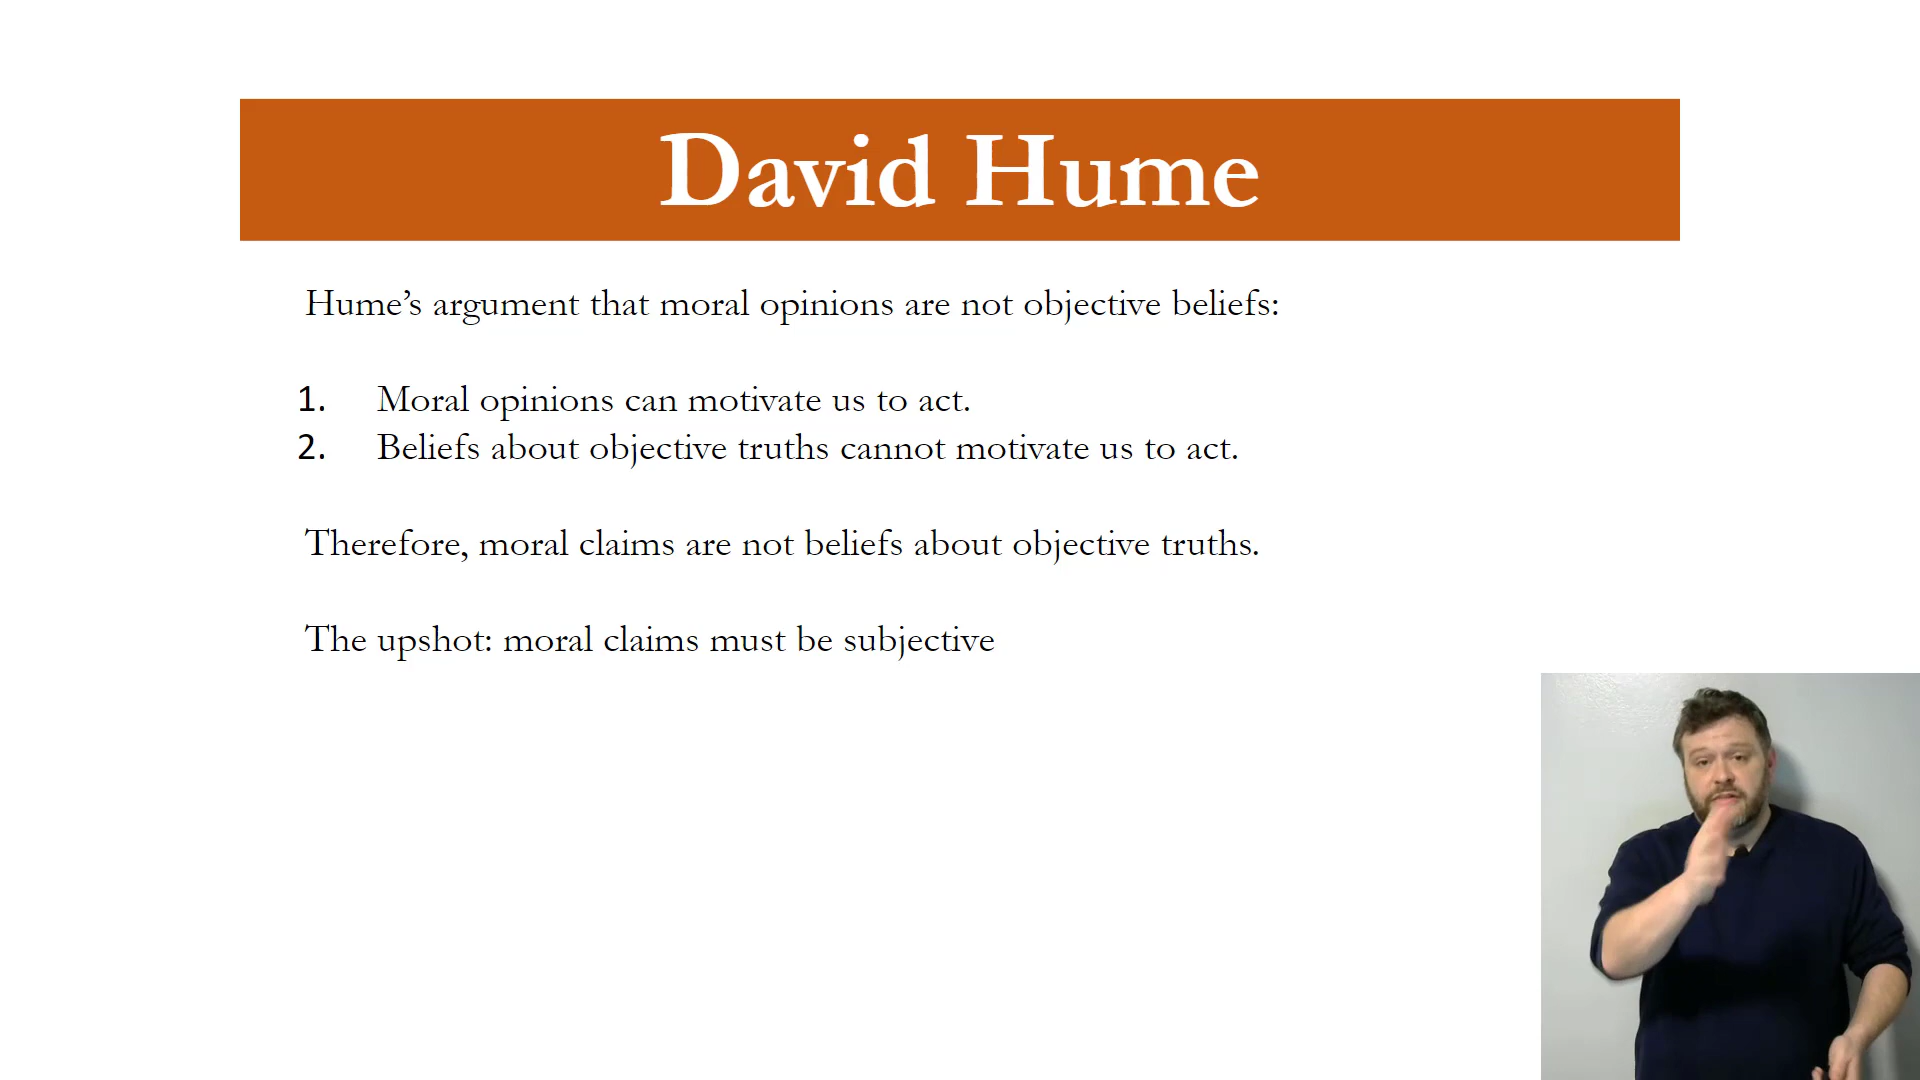 David Hume
Hume’s argument that moral opinions are not objective beliefs:
1. Moral opinions can motivate us to act.
2. Beliefs about objective truths cannot motivate us to act.
Therefore, moral claims are not beliefs about objective truths.
The upshot: moral claims must be subjective